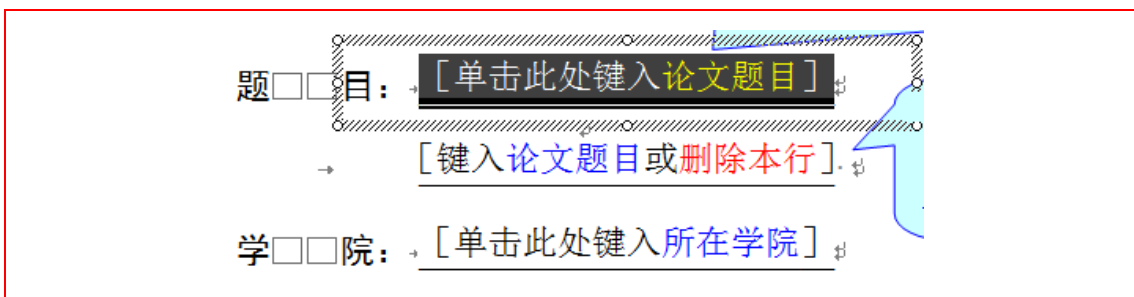 题□□目：[单击此处键入论文题目]
[键入论文题目或删除本行]
学□□院：[单击此处键入所在学院]